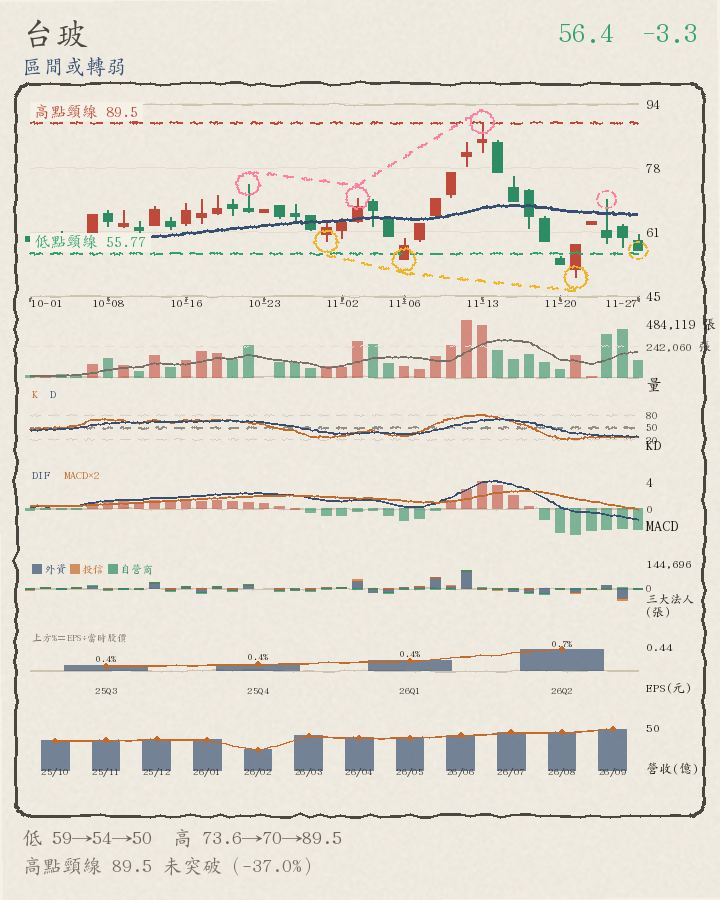 台玻
56.4 -3.3
區間或轉弱
高點頸線 89.5
94
78
61
45
低點頸線 55.77
10-01 10-08 10-16 10-23 11-02 11-06 11-13 11-20 11-27
484,119 張
242,060 張
量
K D
80
50
20
KD
DIF MACD×2
4
0
MACD
外資 投信 自營商
144,696
0
三大法人
(張)
上方%=EPS÷當時股價
0.4% 0.4% 0.4% 0.7%
0.44
25Q3 25Q4 26Q1 26Q2
EPS(元)
50
25/10 25/11 25/12 26/01 26/02 26/03 26/04 26/05 26/06 26/07 26/08 26/09
營收(億)
低 59→54→50 高 73.6→70→89.5
高點頸線 89.5 未突破 (-37.0%)